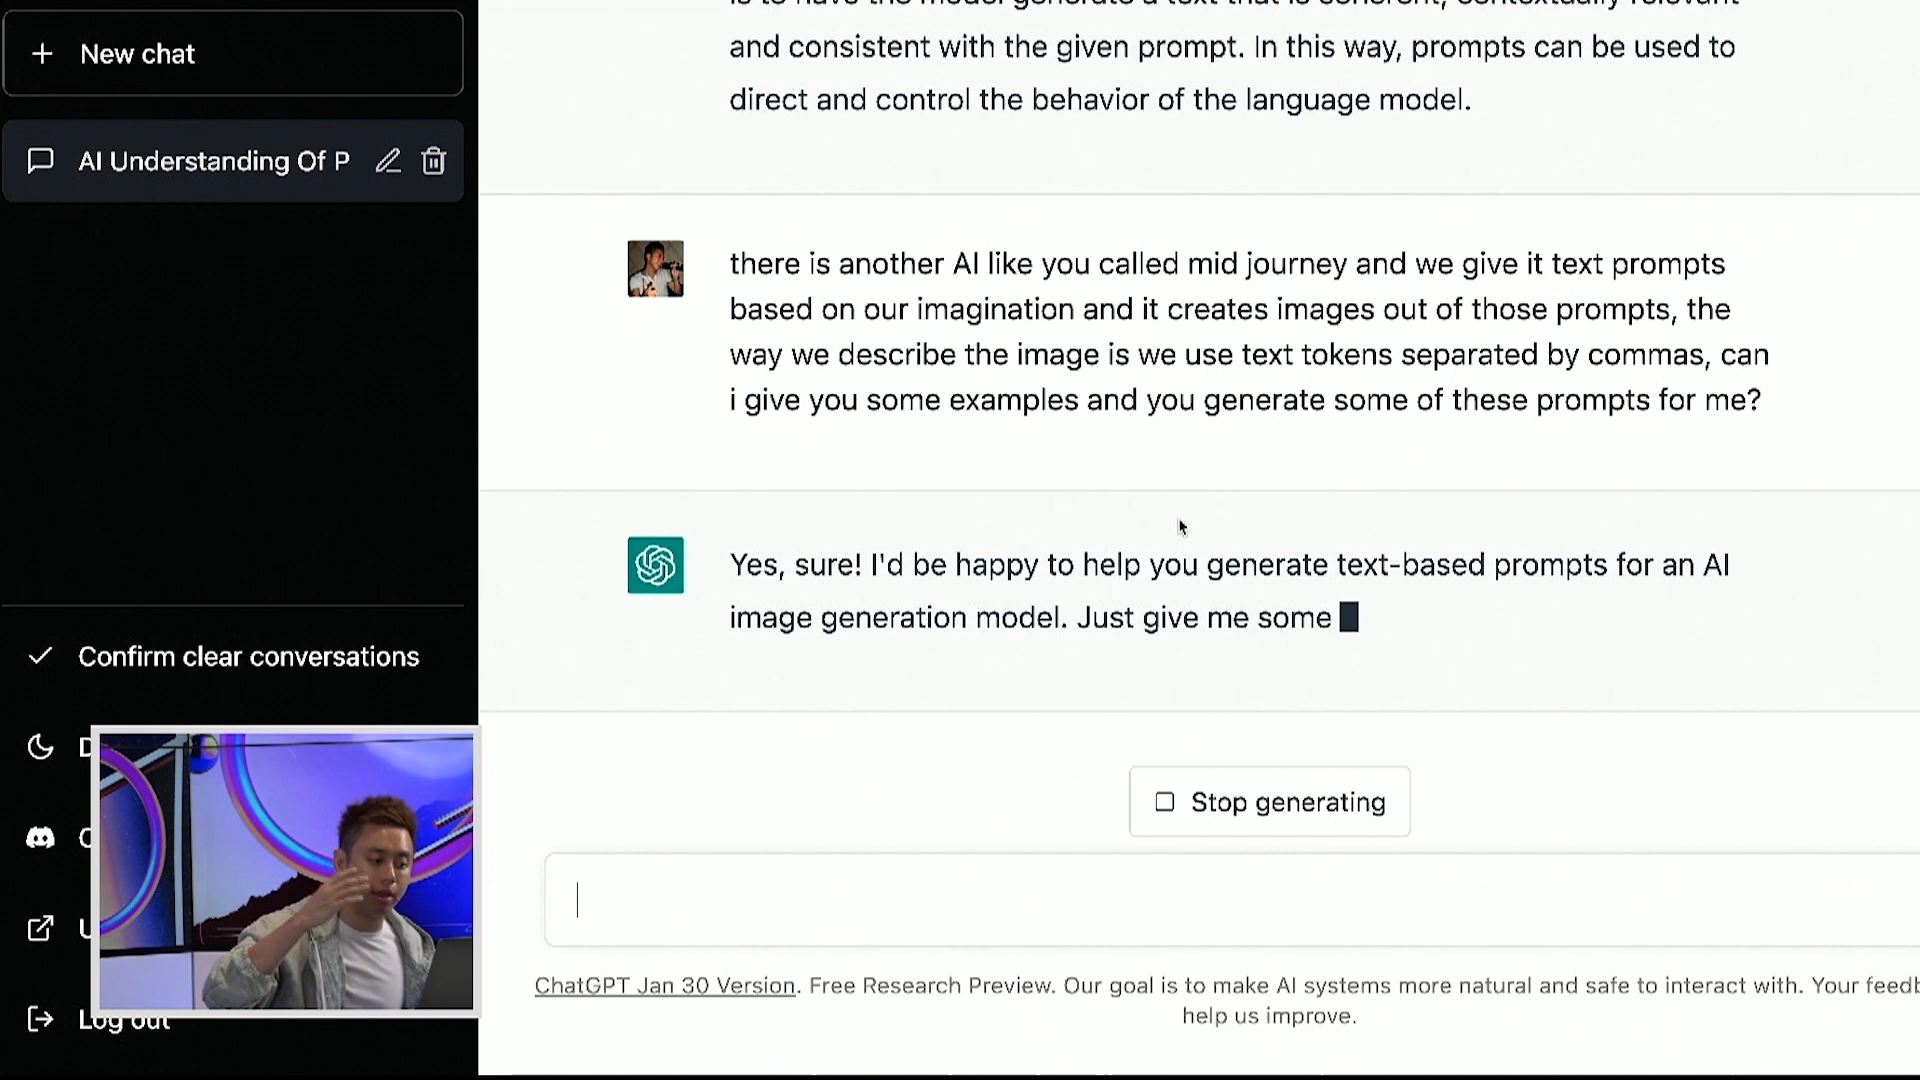 New chat
AI Understanding Of P
Confirm clear conversations
Log out
and consistent with the given prompt. In this way, prompts can be used to
direct and control the behavior of the language model.
there is another AI like you called mid journey and we give it text prompts
based on our imagination and it creates images out of those prompts, the
way we describe the image is we use text tokens separated by commas, can
i give you some examples and you generate some of these prompts for me?
Yes, sure! I'd be happy to help you generate text-based prompts for an AI
image generation model. Just give me some
Stop generating
ChatGPT Jan 30 Version. Free Research Preview. Our goal is to make AI systems more natural and safe to interact with. Your
help us improve.